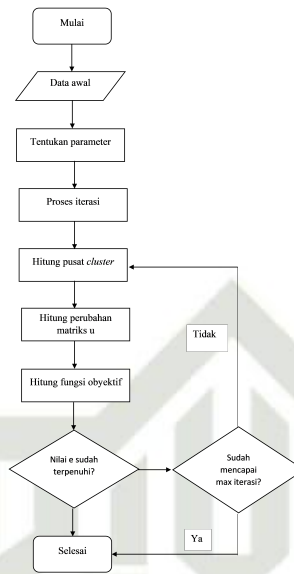 Mulai
Data awal
Tentukan parameter
Proses iterasi
Hitung pusat cluster
Hitung perubahan
matriks u
Tidak
Hitung fungsi obyektif
Nilai e sudah
terpenuhi?
Sudah
mencapai
max iterasi?
Ya
Selesai